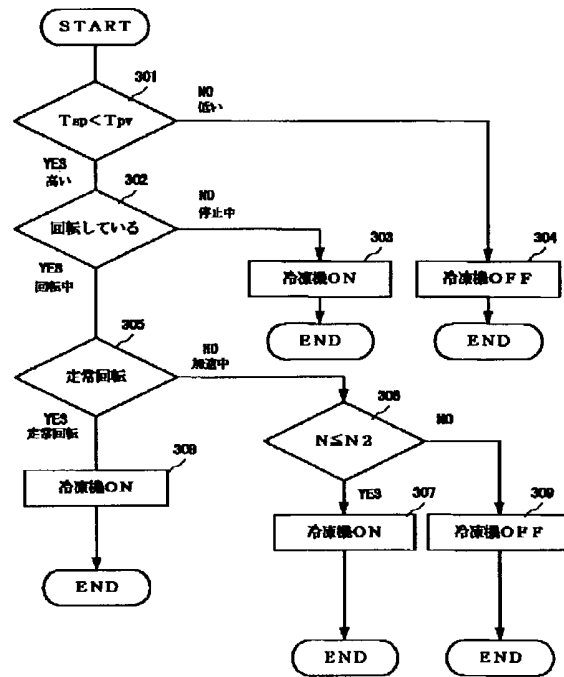 START
301
Tsp<Tpv
NO
低い
YES
高い
302
回転している
NO
停止中
YES
回転中
303
冷凍機ON
304
冷凍機OFF
END
END
305
定常回転
NO
加速中
YES
定常回転
306
N≦N2
NO
308
冷凍機ON
YES
307
冷凍機ON
309
冷凍機OFF
END
END
END